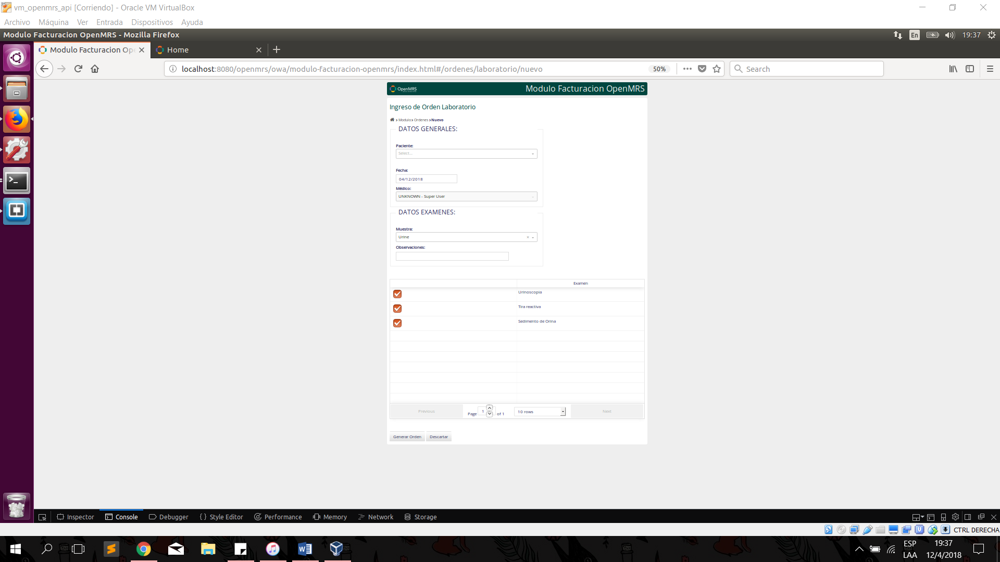 vm_openmrs_api [Corriendo] - Oracle VM VirtualBox
Archivo Máquina Ver Entrada Dispositivos Ayuda
Modulo Facturacion OpenMRS - Mozilla Firefox
En 19:37
Modulo Facturacion Ope
Home
localhost:8080/openmrs/owa/modulo-facturacion-openmrs/index.html#/ordenes/laboratorio/nuevo
50%
Search
OpenMRS
Modulo Facturacion OpenMRS
Ingreso de Orden Laboratorio
Modulo Ordenes Nuevo
DATOS GENERALES:
Paciente:
Select...
Fecha:
04/12/2018
Médico:
UNKNOWN - Super User
DATOS EXAMENES:
Muestra:
Urine
Observaciones:
Examen
Urinoscopia
Tira reactiva
Sedimento de Orina
Previous
Page 1 of 1
10 rows
Next
Generar Orden Descartar
Inspector Console Debugger Style Editor Performance Memory Network Storage
CTRL DERECHA
ESP
LAA
19:37
12/4/2018